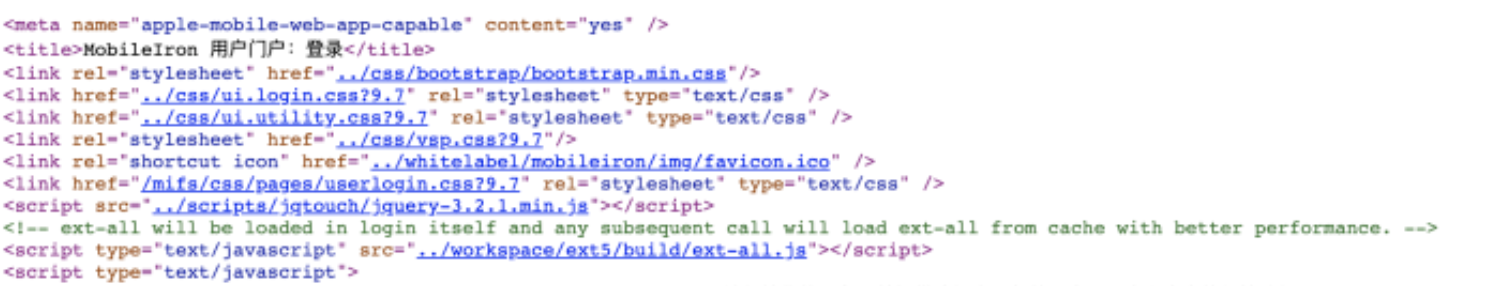 <meta name="apple-mobile-web-app-capable" content="yes" />
<title>MobileIron 用户门户：登录</title>
<link rel="stylesheet" href="../css/bootstrap/bootstrap.min.css"/>
<link href="../css/ui.login.css?9.7" rel="stylesheet" type="text/css" />
<link href="../css/ui.utility.css?9.7" rel="stylesheet" type="text/css" />
<link rel="stylesheet" href="../css/vsp.css?9.7"/>
<link rel="shortcut icon" href="../whitelabel/mobileiron/img/favicon.ico" />
<link href="/mifs/css/pages/userlogin.css?9.7" rel="stylesheet" type="text/css" />
<script src="../scripts/jqtouch/jquery-3.2.1.min.js"></script>
<!-- ext-all will be loaded in login itself and any subsequent call will load ext-all from cache with better performance. -->
<script type="text/javascript" src="../workspace/ext5/build/ext-all.js"></script>
<script type="text/javascript">